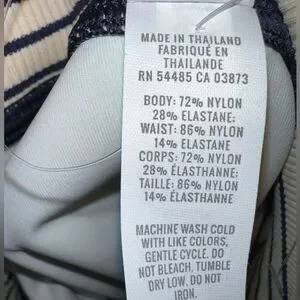 MADE IN THAILAND
FABRIQUÉ EN
THAÏLANDE
RN 54485 CA 03873
BODY: 72% NYLON
28% ELASTANE;
WAIST: 86% NYLON
14% ELASTANE
CORPS: 72% NYLON
28% ÉLASTHANNE;
TAILLE: 86% NYLON
14% ÉLASTHANNE
MACHINE WASH COLD
WITH LIKE COLORS,
GENTLE CYCLE. DO
NOT BLEACH. TUMBLE
DRY LOW. DO NOT
IRON.